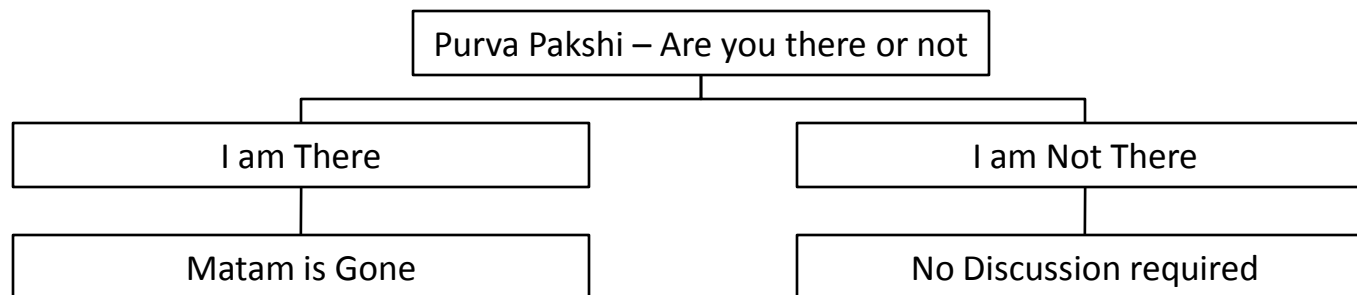 Purva Pakshi – Are you there or not
I am There
I am Not There
Matam is Gone
No Discussion required